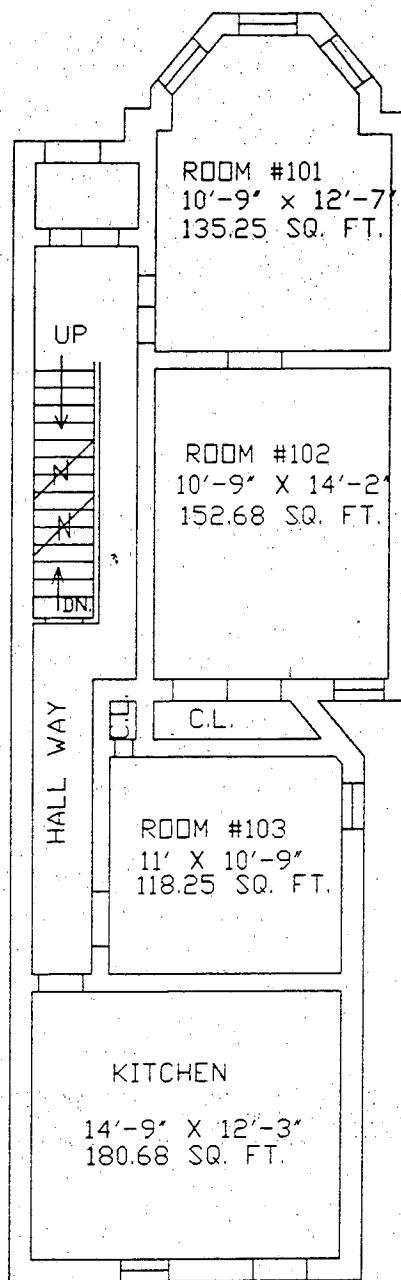 ROOM #101
10'-9" x 12'-7"
135.25 SQ. FT.
UP
ROOM #102
10'-9" X 14'-2"
152.68 SQ. FT.
DN.
C.L.
C.L.
HALL WAY
ROOM #103
11' X 10'-9"
118.25 SQ. FT.
KITCHEN
14'-9" X 12'-3"
180.68 SQ. FT.